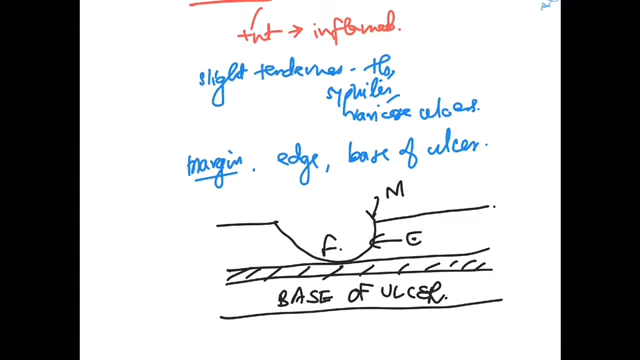 tnt → inflamed.
slight tenderness - tb,
syphilis,
varicose ulcers.
margin. edge, base of ulcer.
M
E
F.
BASE OF ULCER.